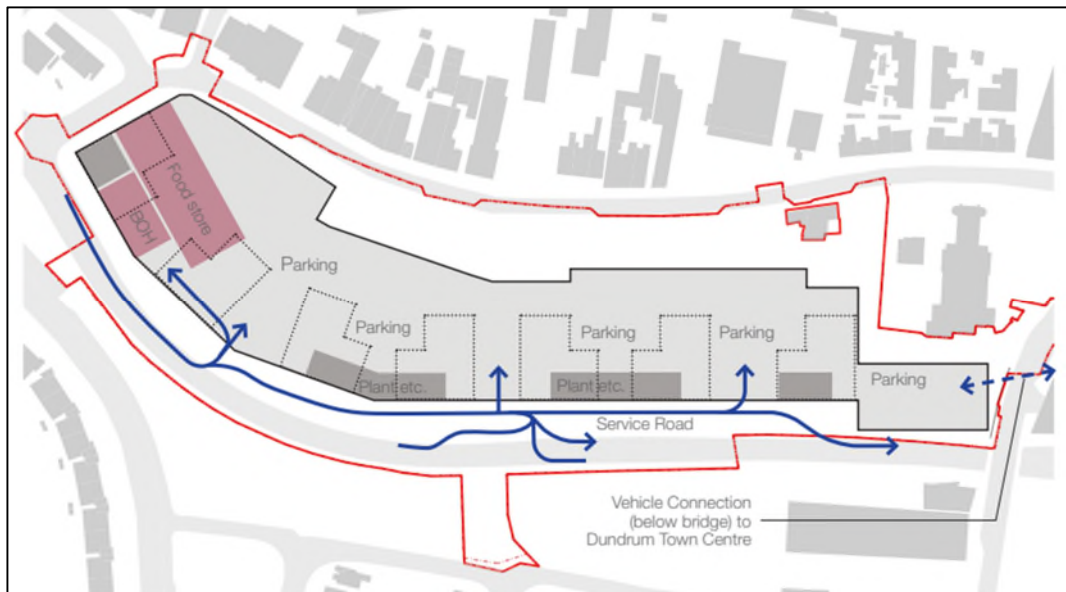 Food store
BOH
Parking
Parking
Parking
Parking
Parking
Plant etc.
Plant etc.
Service Road
Vehicle Connection
(below bridge) to
Dundrum Town Centre